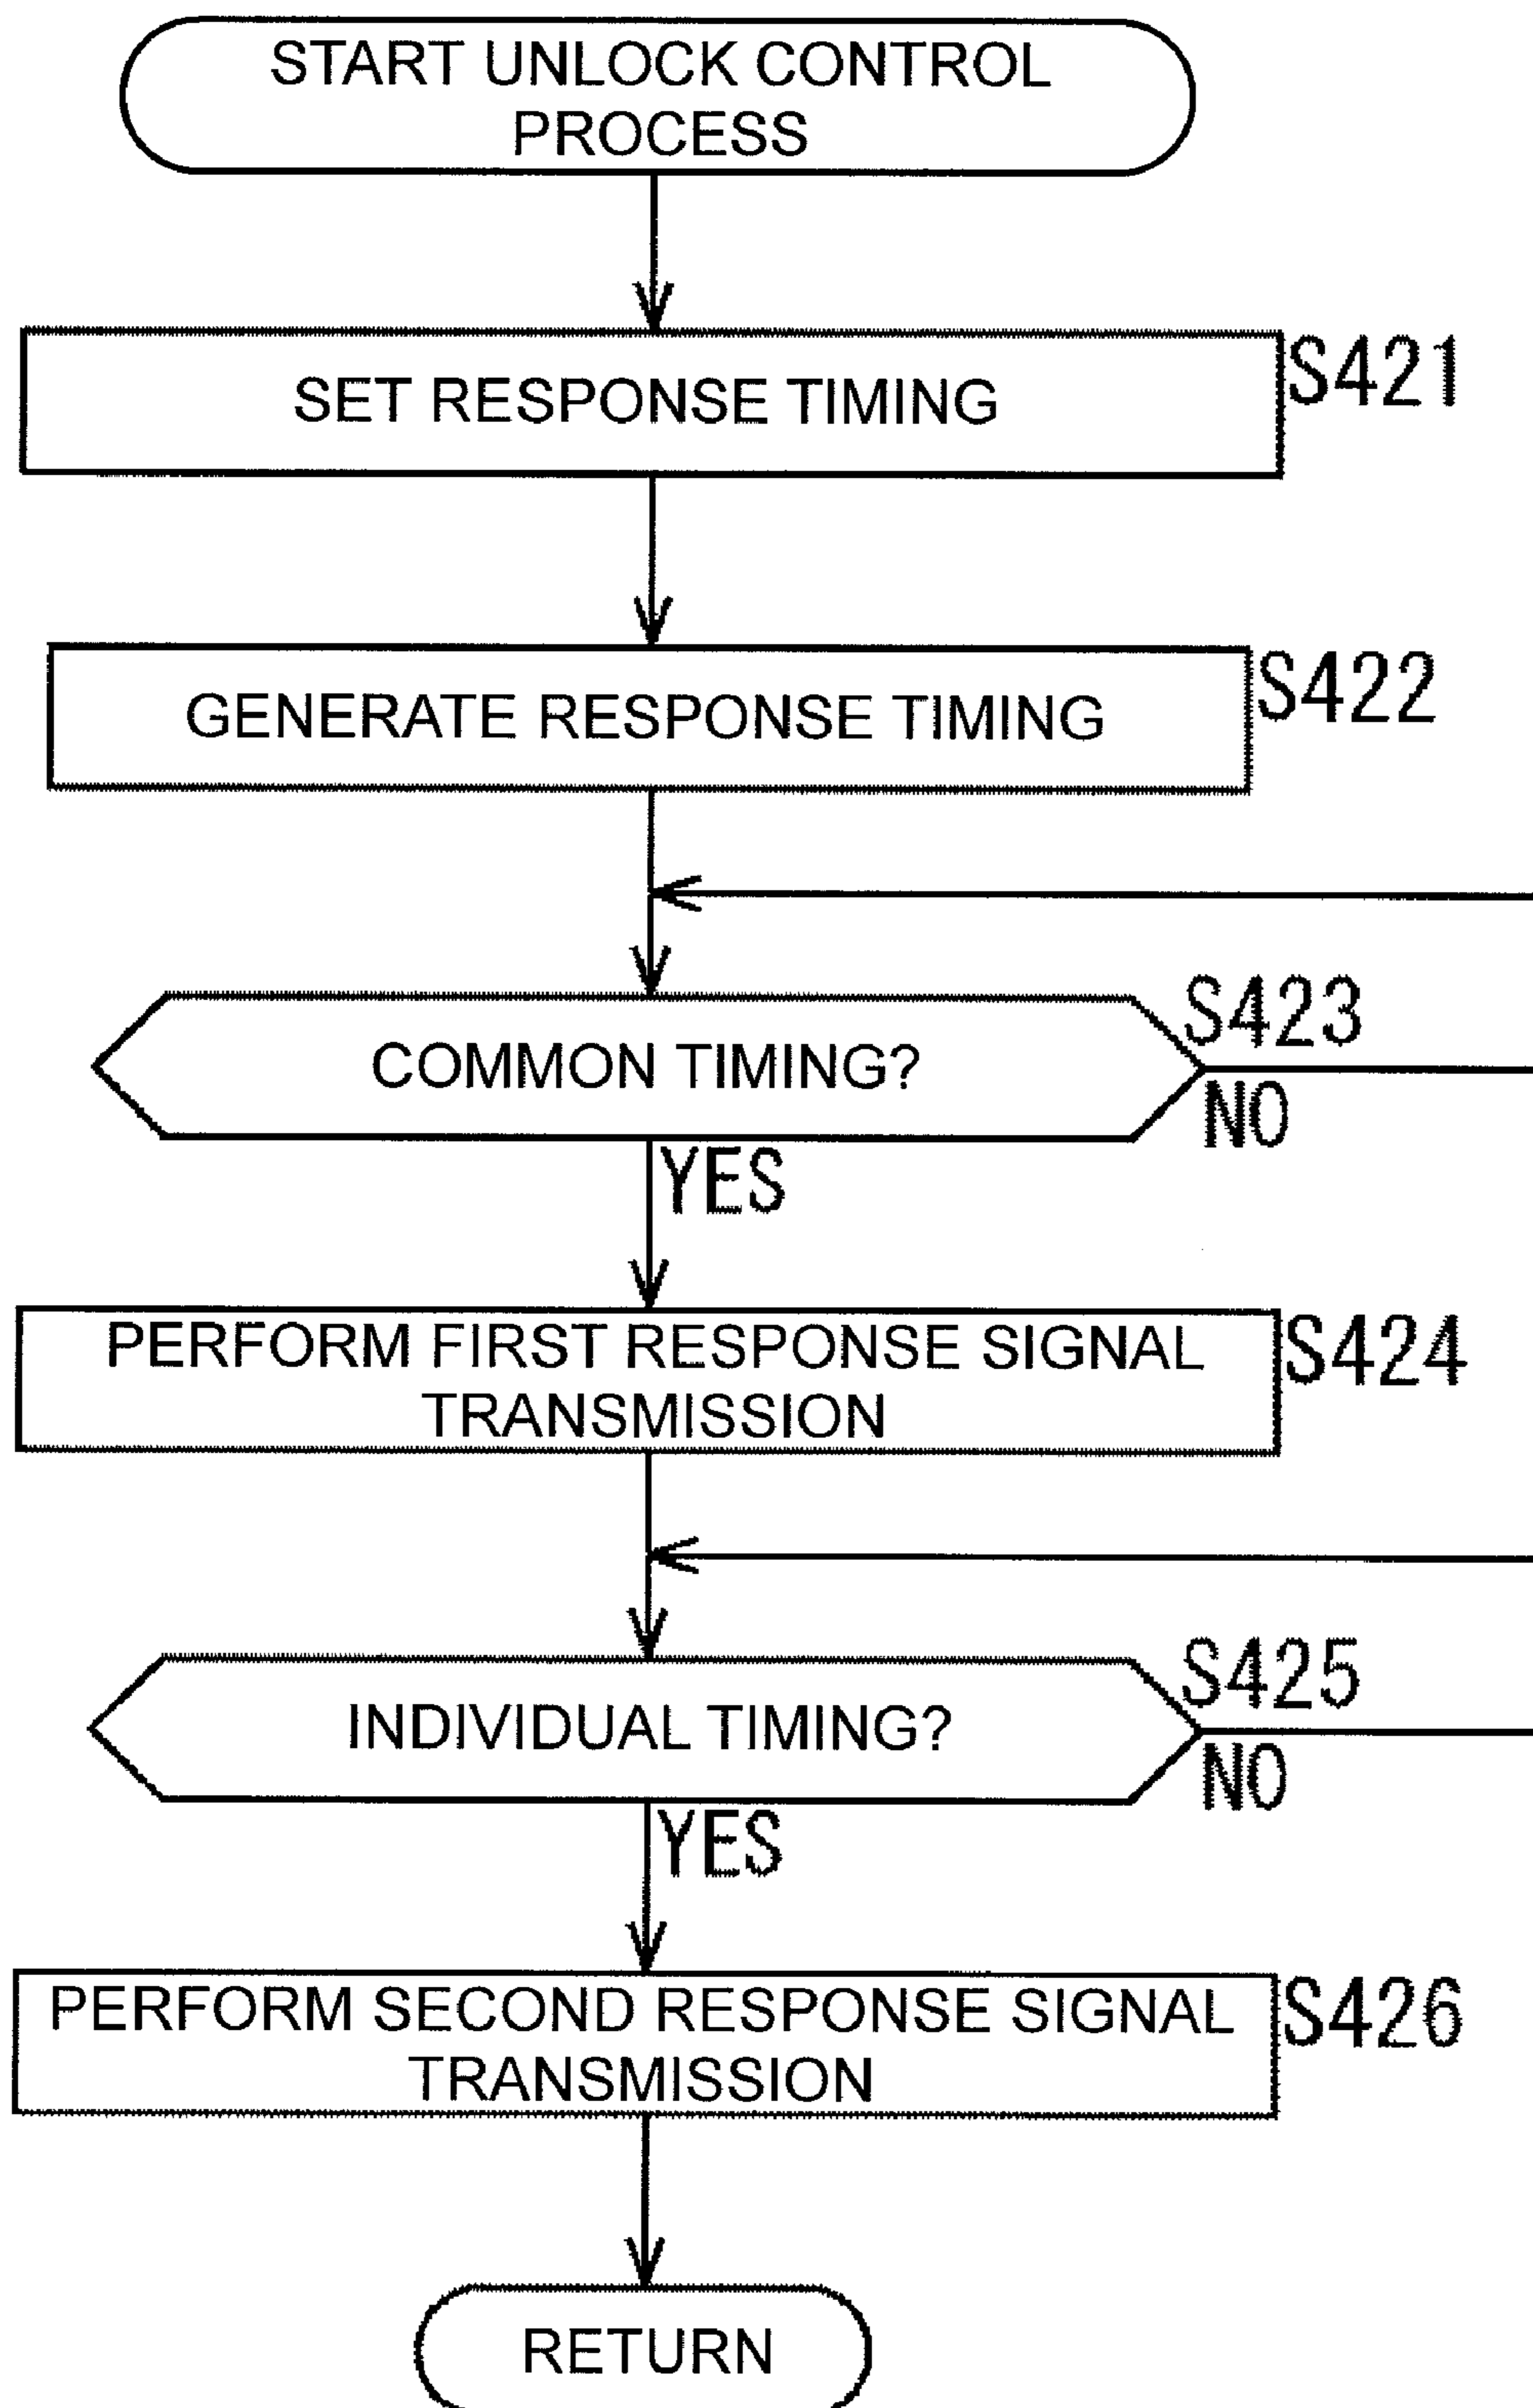 START UNLOCK CONTROL
PROCESS
SET RESPONSE TIMING
S421
GENERATE RESPONSE TIMING
S422
COMMON TIMING?
S423
NO
YES
PERFORM FIRST RESPONSE SIGNAL
TRANSMISSION
S424
INDIVIDUAL TIMING?
S425
NO
YES
PERFORM SECOND RESPONSE SIGNAL
TRANSMISSION
S426
RETURN